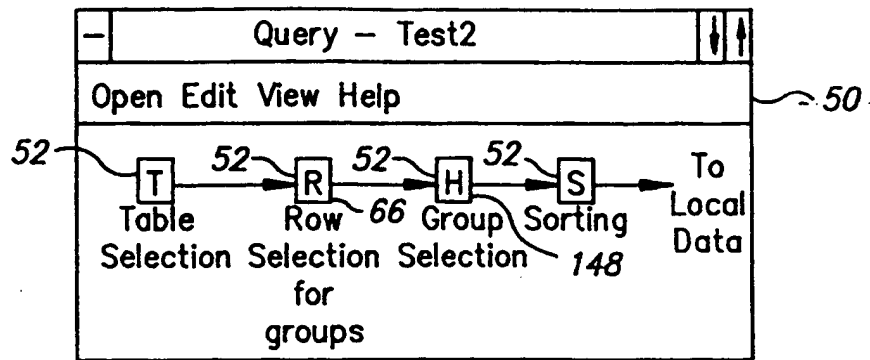 Query – Test2
Open Edit View Help
50
52 52 52 52
T R H S To
66 148
Table Row Group Sorting Local
Selection Selection Selection Data
for
groups